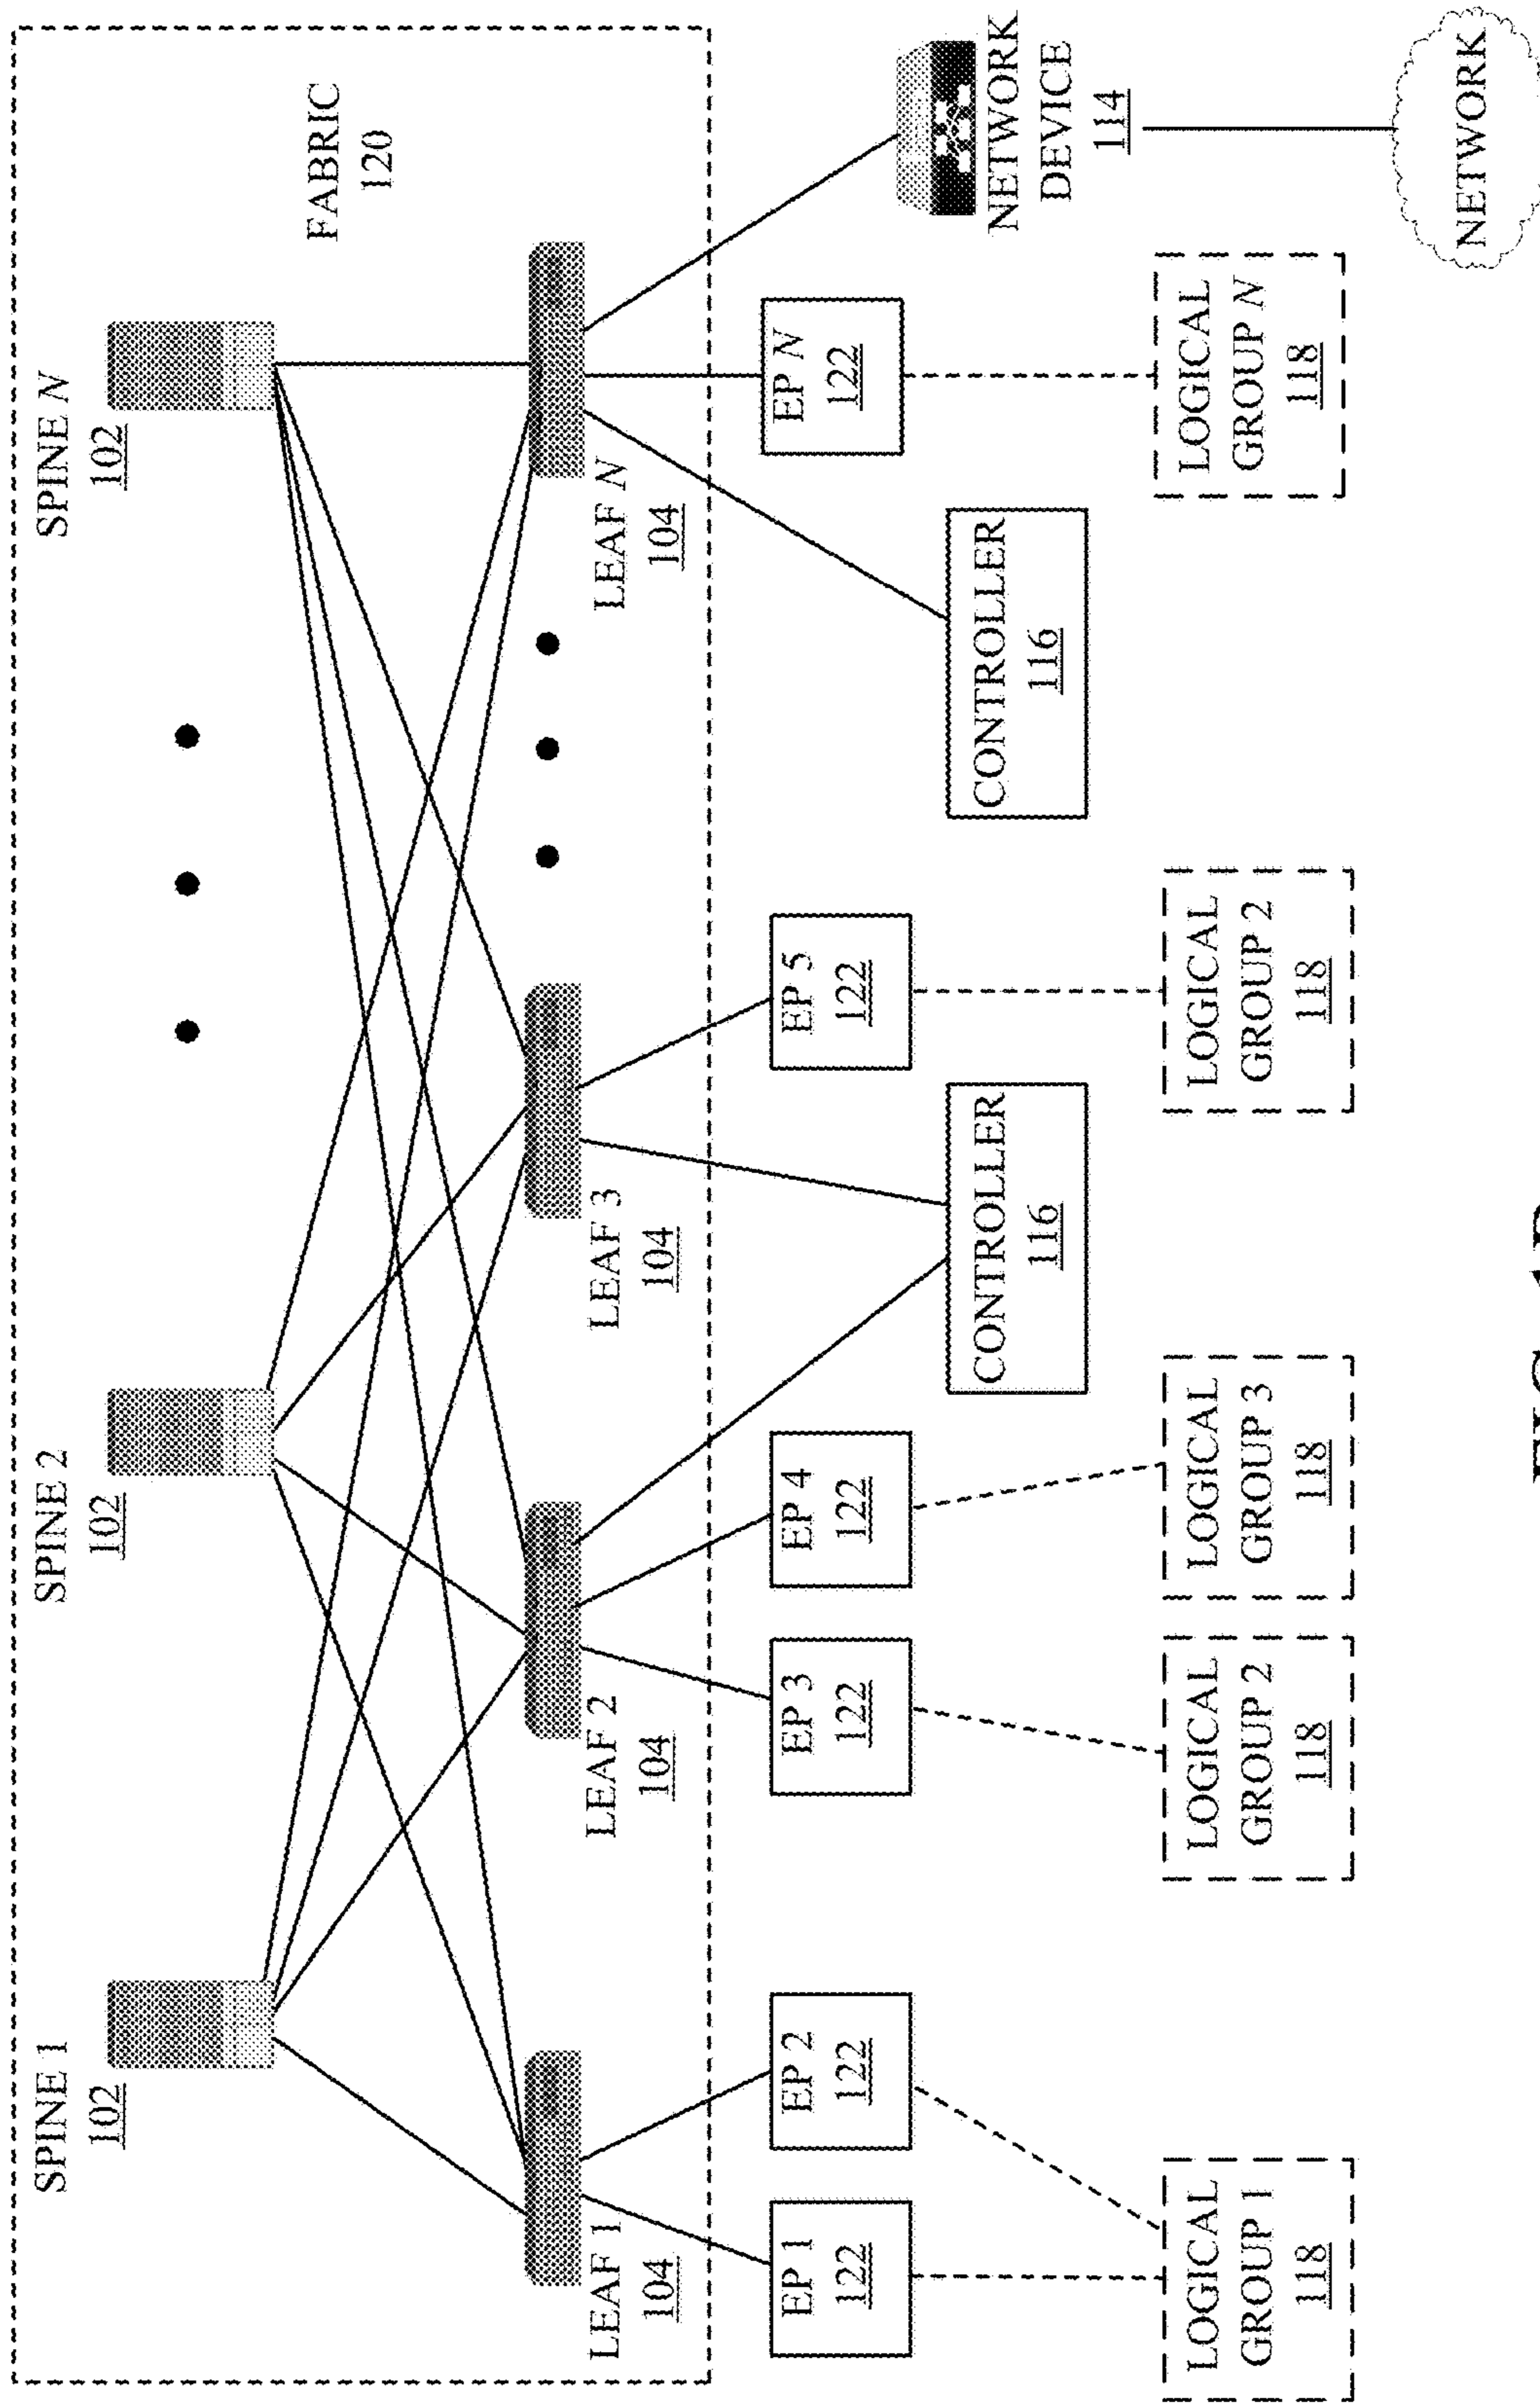 SPINE 1
102
SPINE 2
102
SPINE N
102
FABRIC
120
LEAF 1
104
LEAF 2
104
LEAF 3
104
LEAF N
104
EP 1
122
EP 2
122
EP 3
122
EP 4
122
EP 5
122
EP N
122
CONTROLLER
116
CONTROLLER
116
NETWORK
DEVICE
114
LOGICAL
GROUP 1
118
LOGICAL
GROUP 2
118
LOGICAL
GROUP 3
118
LOGICAL
GROUP 2
118
LOGICAL
GROUP N
118
NETWORK